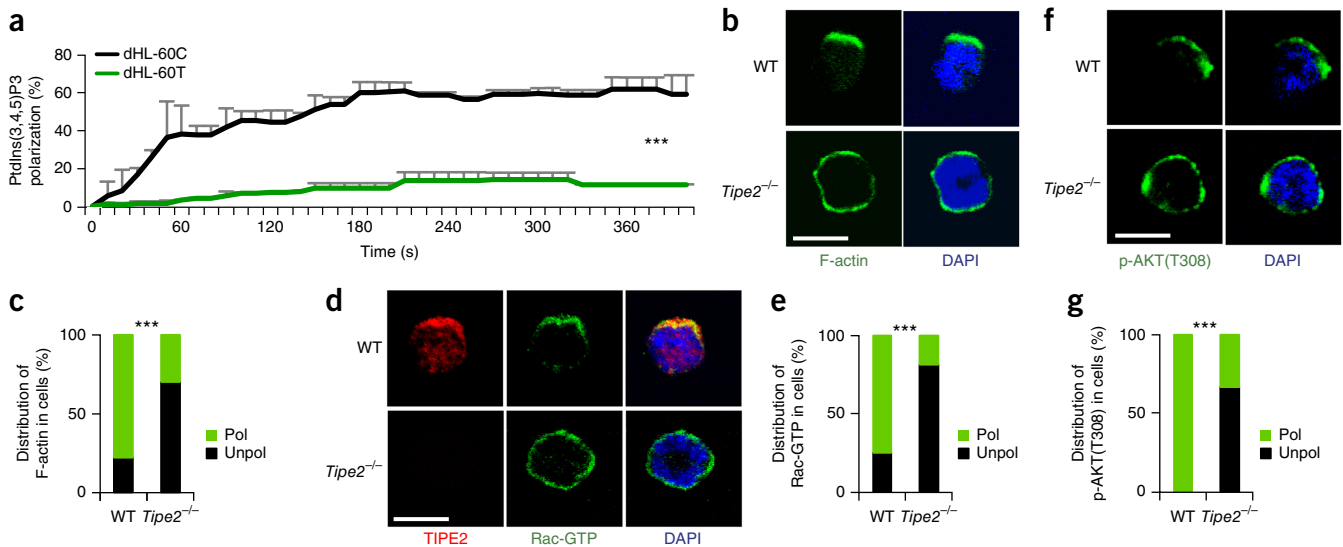 a
PtdIns(3,4,5)P3
polarization (%)
80
60
40
20
0
dHL-60C
dHL-60T
***
0 60 120 180 240 300 360
Time (s)
b
WT
Tipe2–/–
F-actin DAPI
f
WT
Tipe2–/–
p-AKT(T308) DAPI
c
Distribution of
F-actin in cells (%)
100
50
0
***
Pol
Unpol
WT Tipe2–/–
d
WT
Tipe2–/–
TIPE2 Rac-GTP DAPI
e
Distribution of
Rac-GTP in cells (%)
100
50
0
***
Pol
Unpol
WT Tipe2–/–
g
Distribution of
p-AKT(T308) in cells (%)
100
50
0
***
Pol
Unpol
WT Tipe2–/–